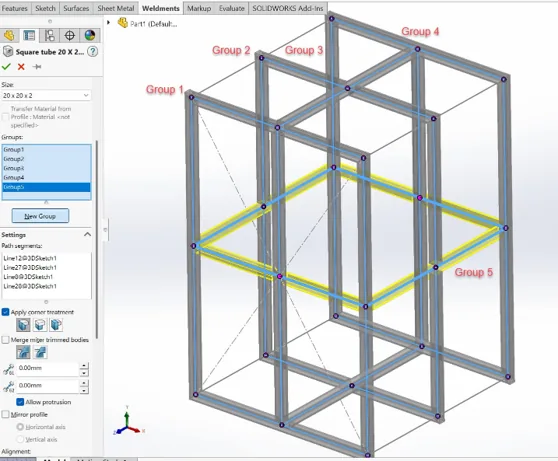 Features Sketch Surfaces Sheet Metal Weldments Markup Evaluate SOLIDWORKS Add-Ins
Part1 (Default...
Square tube 20 X 2...
Size:
20 x 20 x 2
Transfer Material from
Profile : Material <not
specified>
Groups:
Group1
Group2
Group3
Group4
Group5
New Group
Settings
Path segments:
Line12@3DSketch1
Line27@3DSketch1
Line0@3DSketch1
Line20@3DSketch1
Apply corner treatment
Merge miter trimmed bodies
0.00mm
0.00mm
Allow protrusion
Mirror profile
Horizontal axis
Vertical axis
Alignment:
Group 1
Group 2
Group 3
Group 4
Group 5